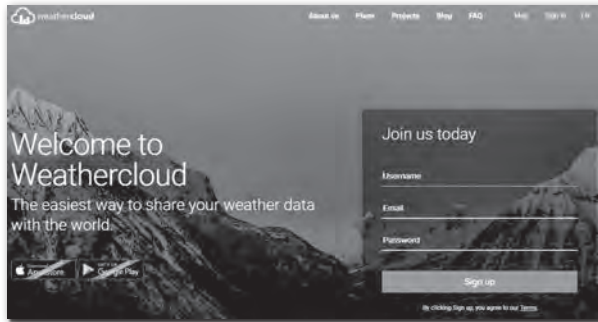 weathercloud
About us Plans Projects Blog FAQ Map Sign in EN
Welcome to
Weathercloud
The easiest way to share your weather data
with the world.
App Store
Google Play
Join us today
Username
Email
Password
Sign up
By clicking Sign up, you agree to our Terms.